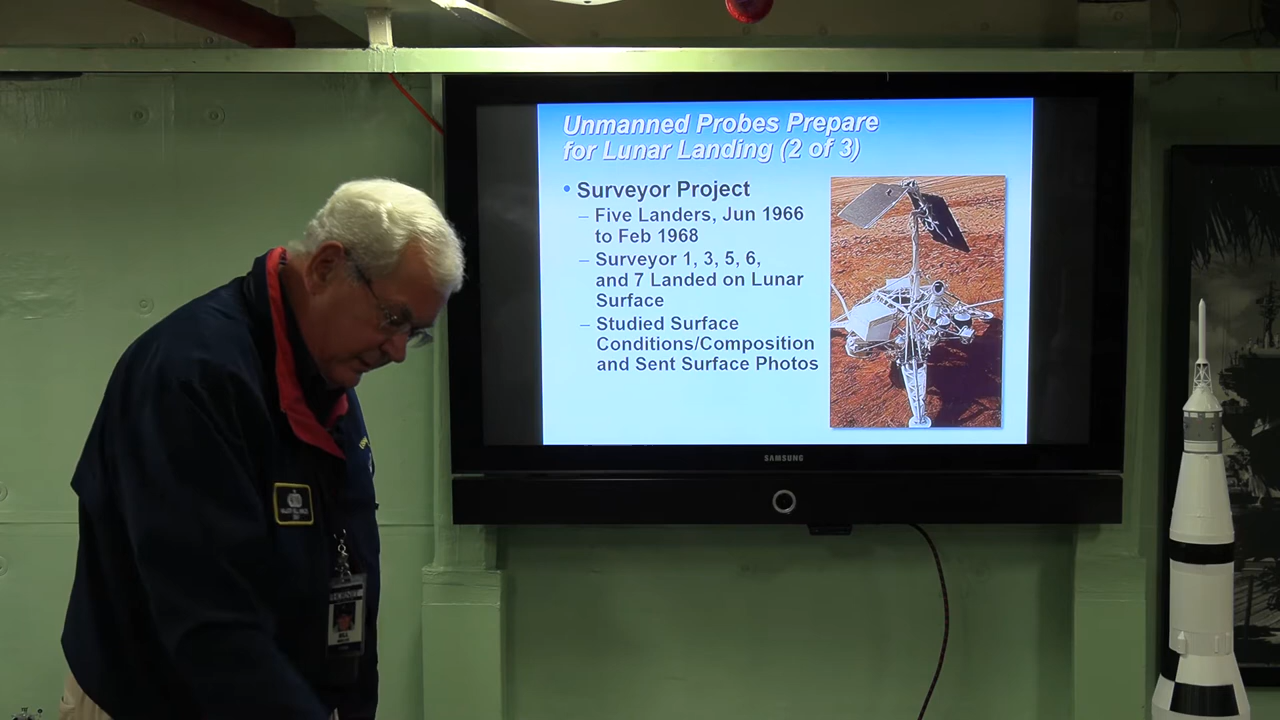 Unmanned Probes Prepare
for Lunar Landing (2 of 3)
• Surveyor Project
– Five Landers, Jun 1966
to Feb 1968
– Surveyor 1, 3, 5, 6,
and 7 Landed on Lunar
Surface
– Studied Surface
Conditions/Composition
and Sent Surface Photos
SAMSUNG
BILL